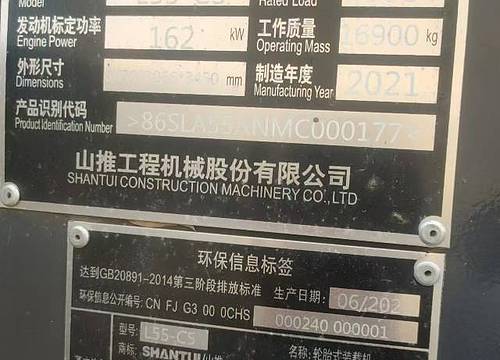 Model L55-C5 Rated Load
发动机标定功率 162 kW 工作质量 16900 kg
Engine Power Operating Mass
外形尺寸 mm 制造年度 2021
Dimensions Manufacturing Year
产品识别代码
Product Identification Number
山推工程机械股份有限公司
SHANTUI CONSTRUCTION MACHINERY CO., LTD
环保信息标签
达到GB20891-2014第三阶段排放标准 生产日期: 06/202
环保信息公开编号: CN FJ G3 00 0CHS 000240 000001
型号: L55-C5
商标: SHANTUI/山推 名称: 轮胎式装载机